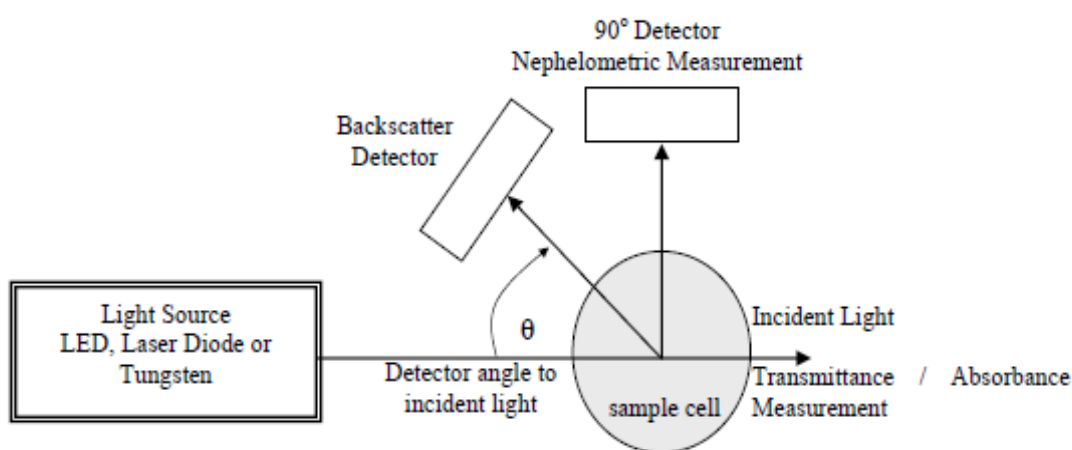 90° Detector
Nephelometric Measurement
Backscatter
Detector
Light Source
LED, Laser Diode or
Tungsten
θ
Detector angle to
incident light
sample cell
Incident Light
Transmittance / Absorbance
Measurement